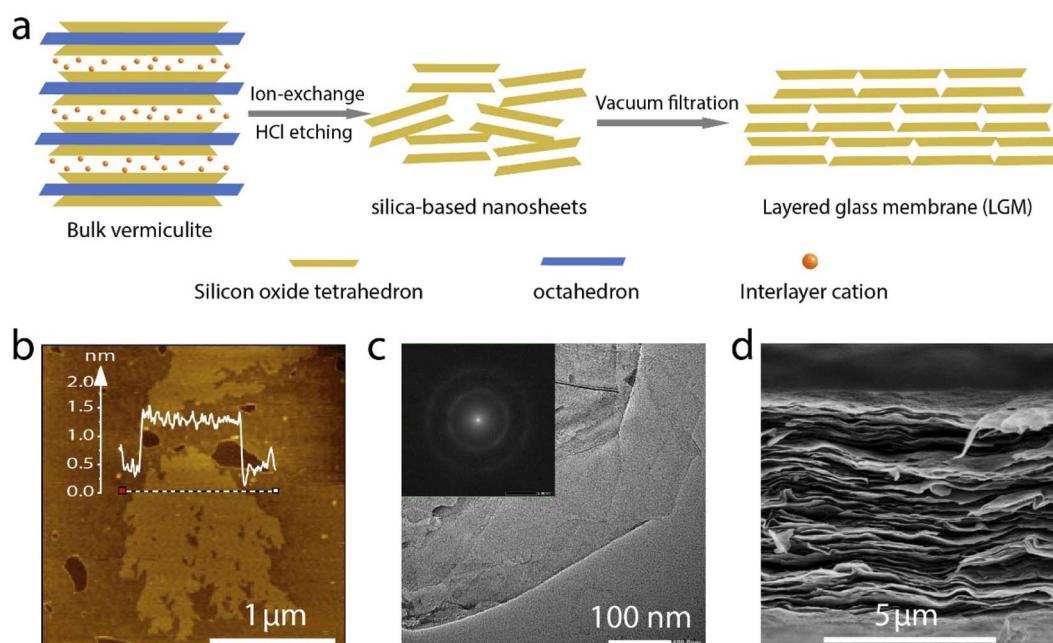 a
Ion-exchange
HCl etching
Vacuum filtration
Bulk vermiculite
silica-based nanosheets
Layered glass membrane (LGM)
Silicon oxide tetrahedron
octahedron
Interlayer cation
b
nm
2.0
1.5
1.0
0.5
0.0
1 μm
c
100 nm
d
5 μm